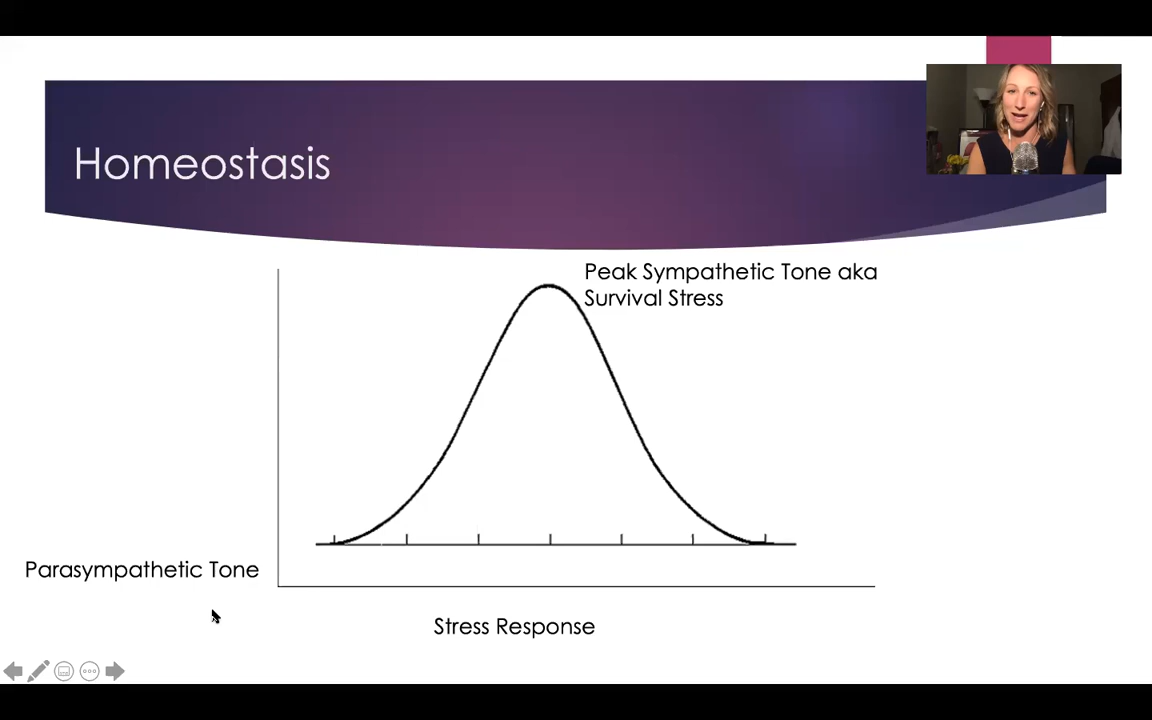 Homeostasis
Peak Sympathetic Tone aka
Survival Stress
Parasympathetic Tone
Stress Response